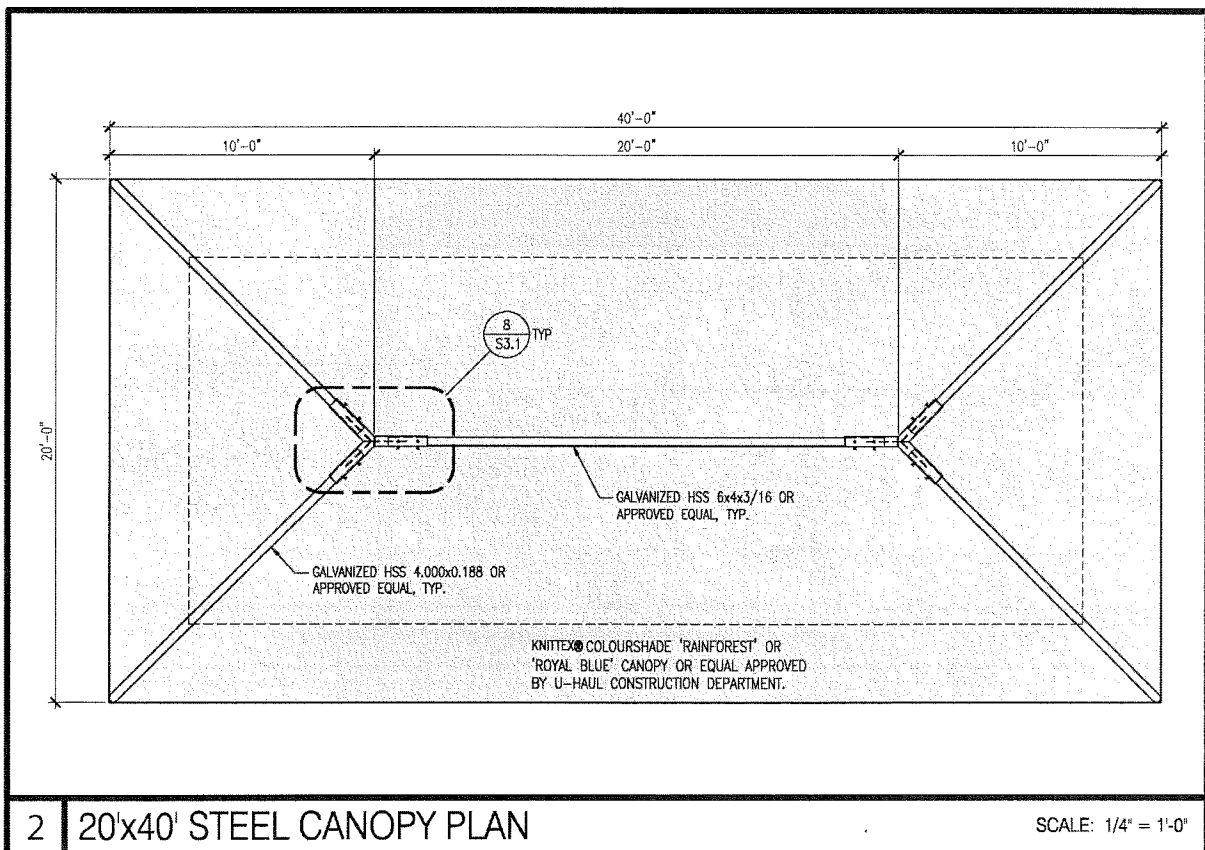 40'-0"
10'-0"
20'-0"
10'-0"
20'-0"
8
S3.1
TYP
GALVANIZED HSS 6x4x3/16 OR
APPROVED EQUAL, TYP.
GALVANIZED HSS 4.000x0.188 OR
APPROVED EQUAL, TYP.
KNITTEX® COLOURSHADE 'RAINFOREST' OR
'ROYAL BLUE' CANOPY OR EQUAL APPROVED
BY U-HAUL CONSTRUCTION DEPARTMENT.
2 20'x40' STEEL CANOPY PLAN
SCALE: 1/4" = 1'-0"